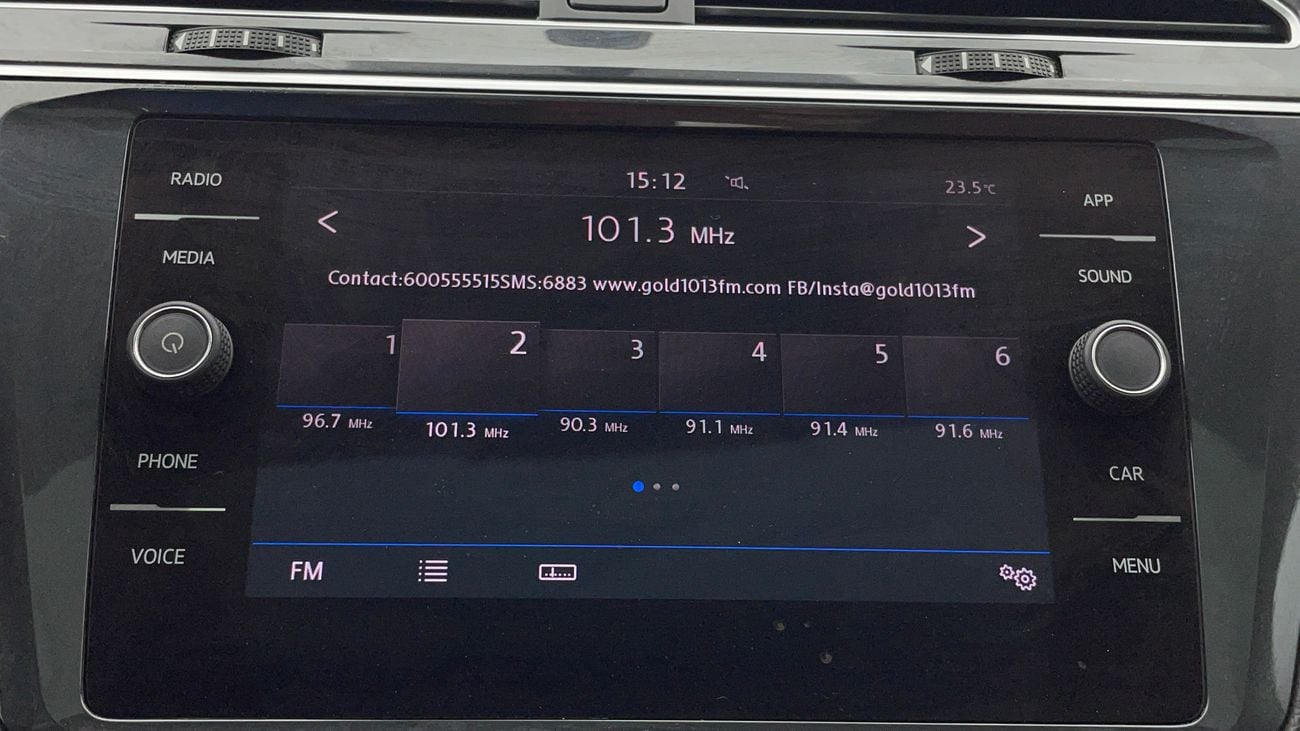 RADIO
15:12
23.5°C
APP
<
101.3 MHz
>
MEDIA
SOUND
Contact:600555515SMS:6883 www.gold1013fm.com FB/Insta@gold1013fm
1
2
3
4
5
6
96.7 MHz
101.3 MHz
90.3 MHz
91.1 MHz
91.4 MHz
91.6 MHz
PHONE
CAR
VOICE
FM
MENU